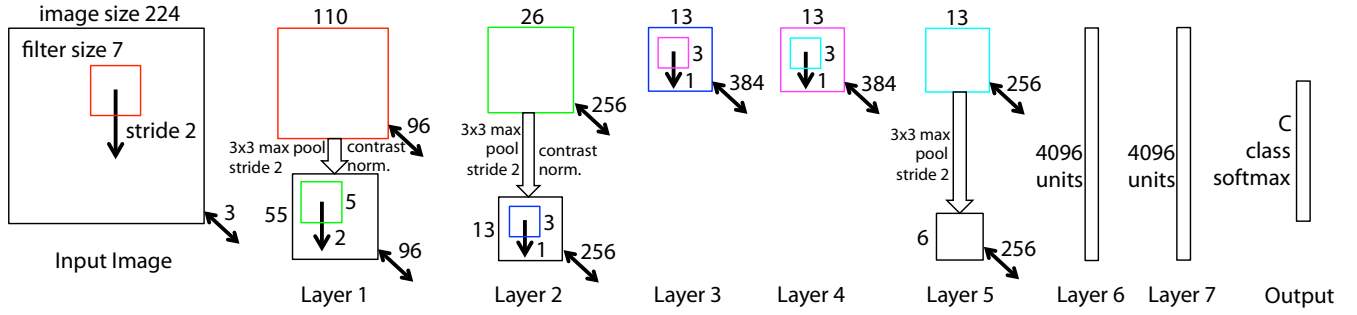 image size 224
filter size 7
stride 2
3
Input Image
110
96
3x3 max pool
stride 2
contrast
norm.
55
5
2
96
Layer 1
26
256
3x3 max
pool
stride 2
contrast
norm.
13
3
1
256
Layer 2
13
3
1
384
Layer 3
13
3
1
384
Layer 4
13
256
3x3 max
pool
stride 2
6
256
Layer 5
4096
units
Layer 6
4096
units
Layer 7
C
class
softmax
Output